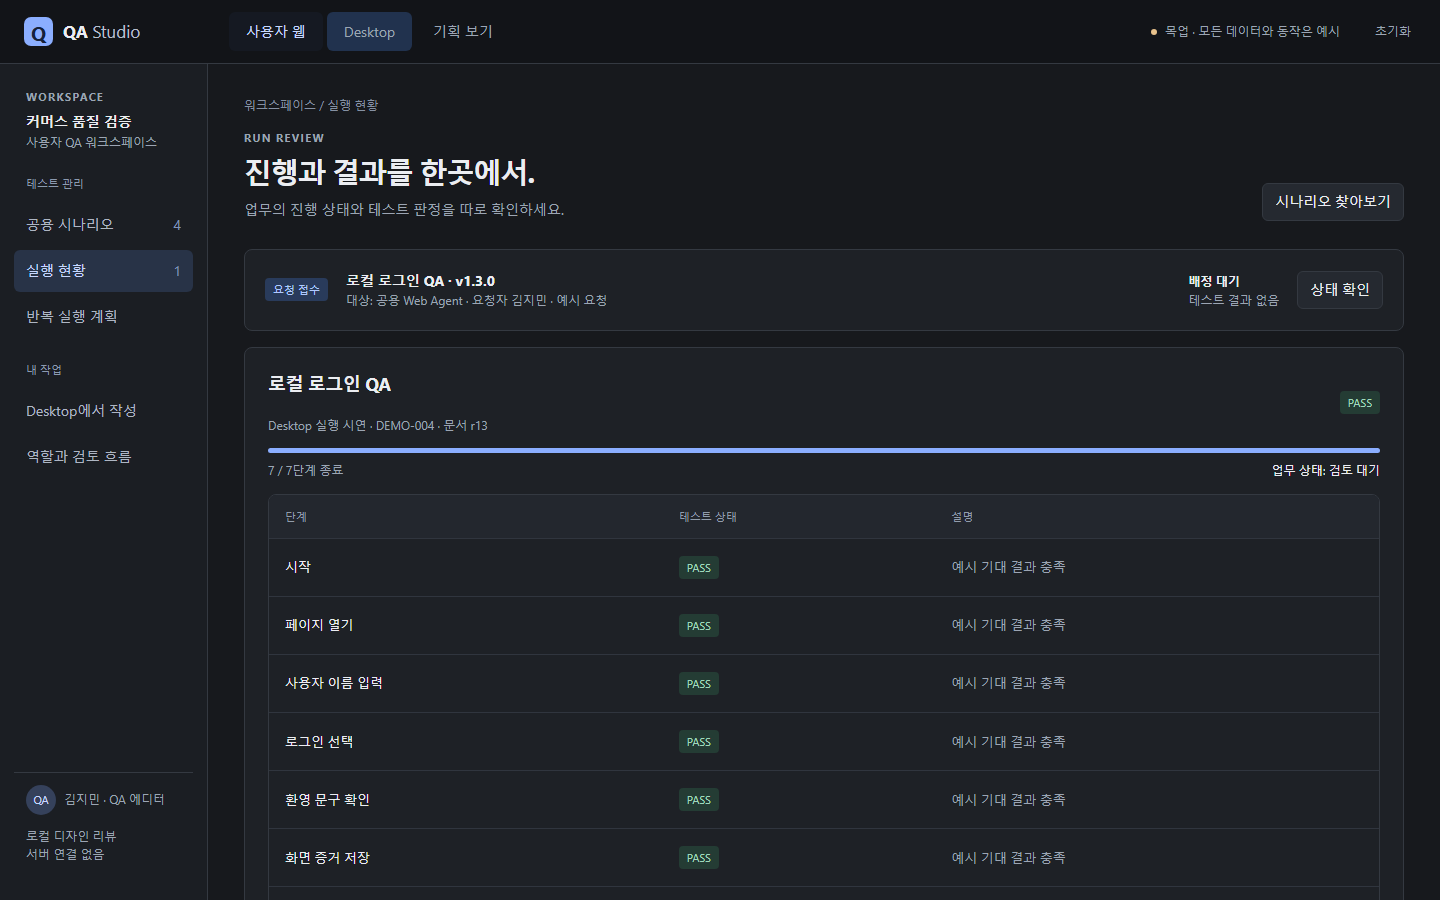 Q QA Studio
사용자 웹
Desktop
기획 보기
목업 · 모든 데이터와 동작은 예시
초기화
WORKSPACE
커머스 품질 검증
사용자 QA 워크스페이스
테스트 관리
공용 시나리오 4
실행 현황 1
반복 실행 계획
내 작업
Desktop에서 작성
역할과 검토 흐름
QA 김지민 · QA 에디터
로컬 디자인 리뷰
서버 연결 없음
워크스페이스 / 실행 현황
RUN REVIEW
진행과 결과를 한곳에서.
업무의 진행 상태와 테스트 판정을 따로 확인하세요.
시나리오 찾아보기
요청 접수
로컬 로그인 QA · v1.3.0
대상: 공용 Web Agent · 요청자 김지민 · 예시 요청
배정 대기
테스트 결과 없음
상태 확인
로컬 로그인 QA
Desktop 실행 시연 · DEMO-004 · 문서 r13
PASS
7 / 7단계 종료
업무 상태: 검토 대기
단계 테스트 상태 설명
시작 PASS 예시 기대 결과 충족
페이지 열기 PASS 예시 기대 결과 충족
사용자 이름 입력 PASS 예시 기대 결과 충족
로그인 선택 PASS 예시 기대 결과 충족
환영 문구 확인 PASS 예시 기대 결과 충족
화면 증거 저장 PASS 예시 기대 결과 충족